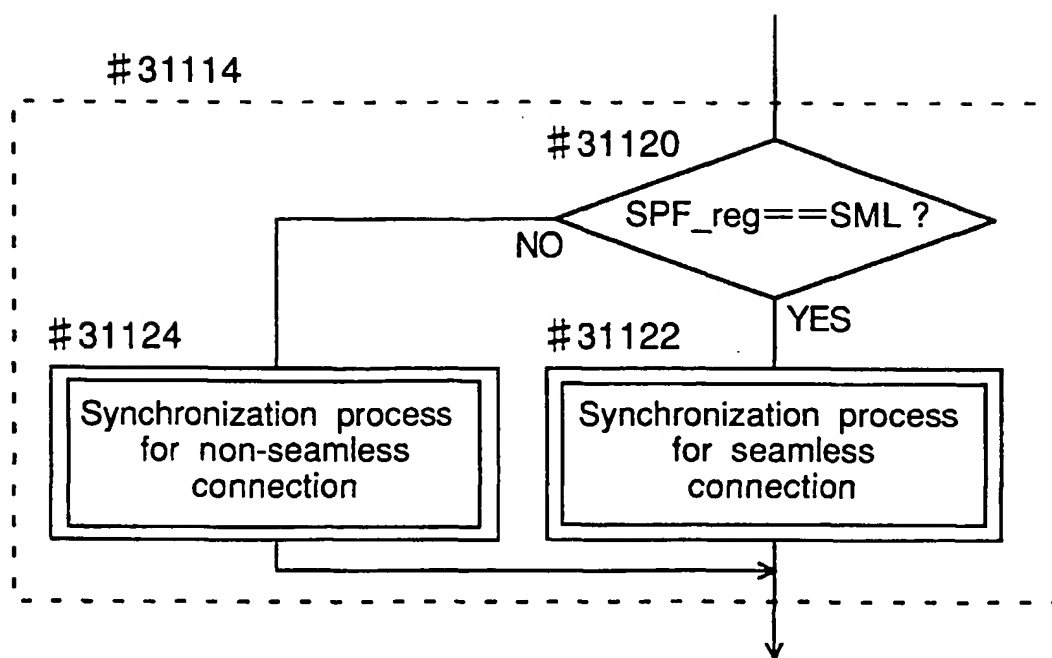 #31114
#31120
SPF_reg==SML ?
NO
YES
#31124
#31122
Synchronization process
for non-seamless
connection
Synchronization process
for seamless
connection